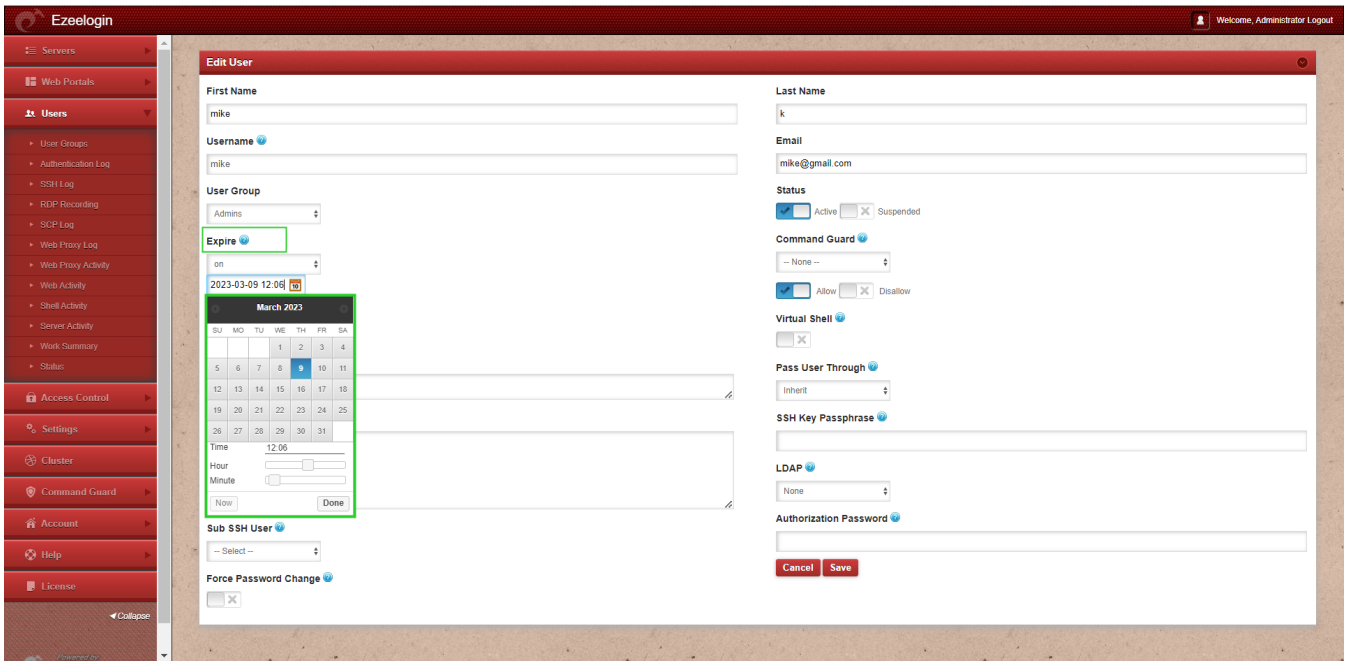 Ezeelogin
Welcome, Administrator Logout
Servers
Web Portals
Users
User Groups
Authentication Log
SSH Log
RDP Recording
SCP Log
Web Proxy Log
Web Proxy Activity
Web Activity
Shell Activity
Server Activity
Work Summary
Status
Access Control
Settings
Cluster
Command Guard
Account
Help
License
Collapse
Powered by
Edit User
First Name
mike
Username
mike
User Group
Admins
Expire
on
2023-03-09 12:06
March 2023
SU MO TU WE TH FR SA
1 2 3 4
5 6 7 8 9 10 11
12 13 14 15 16 17 18
19 20 21 22 23 24 25
26 27 28 29 30 31
Time 12:06
Hour
Minute
Now Done
Sub SSH User
-- Select --
Force Password Change
Last Name
k
Email
mike@gmail.com
Status
Active Suspended
Command Guard
-- None --
Allow Disallow
Virtual Shell
Pass User Through
Inherit
SSH Key Passphrase
LDAP
None
Authorization Password
Cancel Save